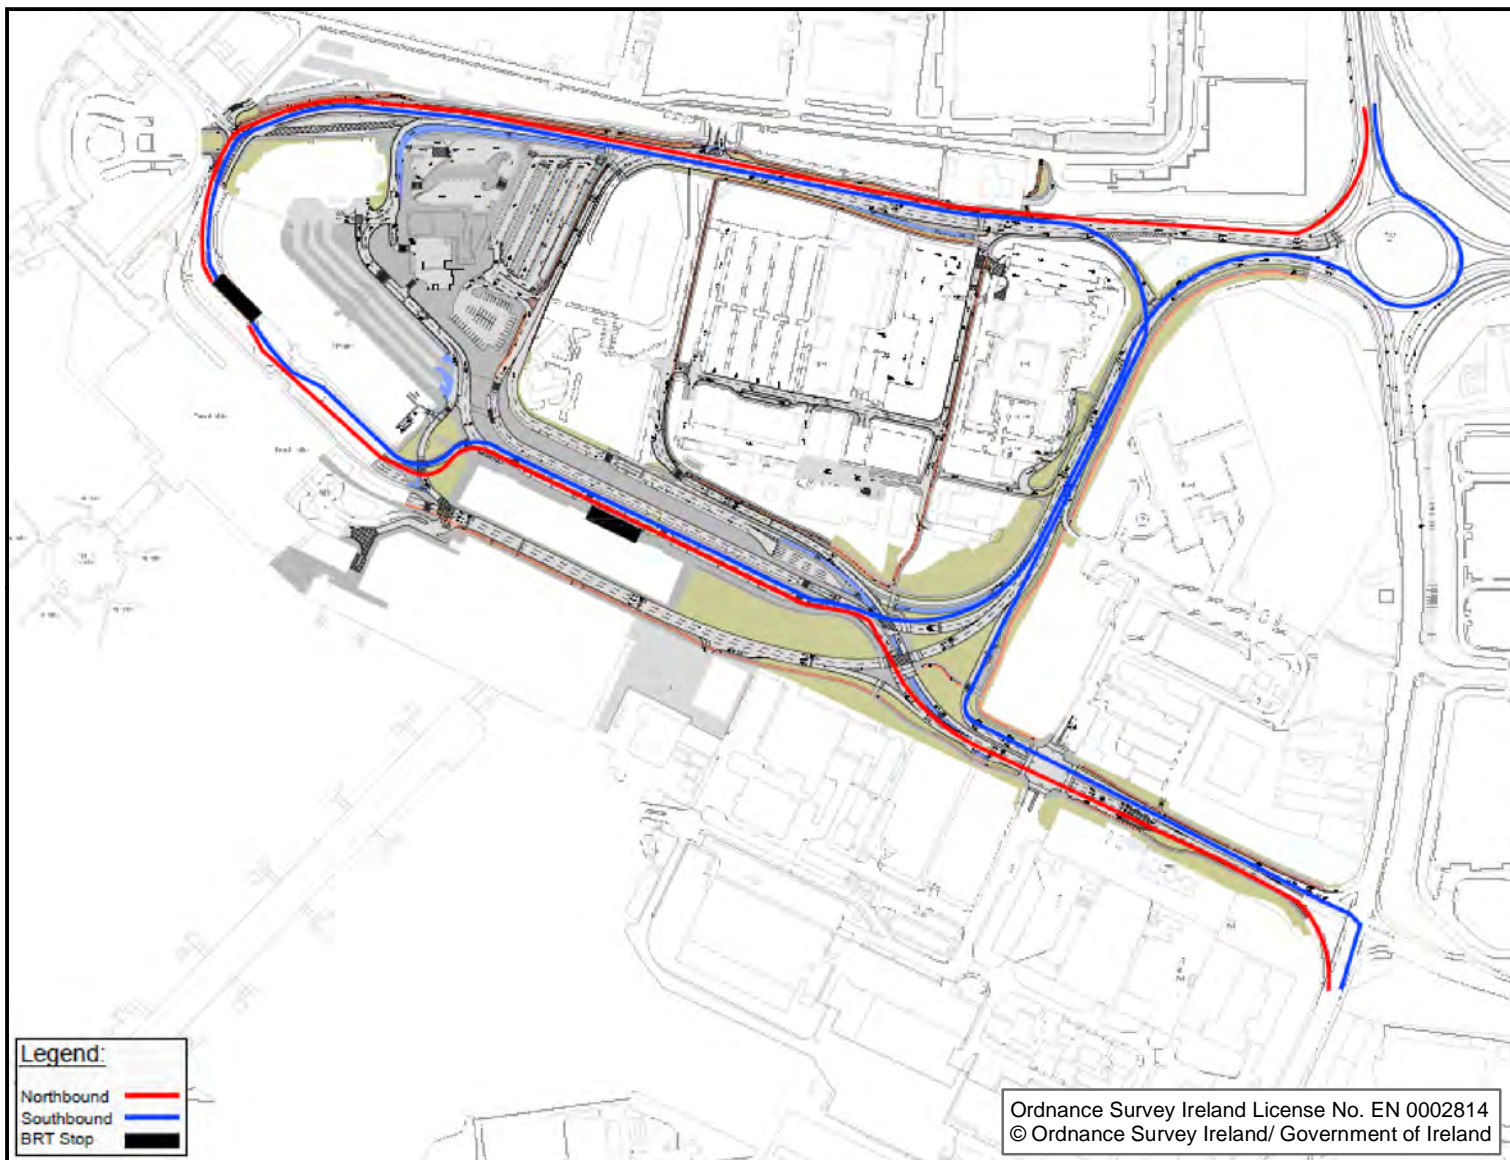 Legend:
Northbound
Southbound
BRT Stop
Ordnance Survey Ireland License No. EN 0002814
© Ordnance Survey Ireland/ Government of Ireland